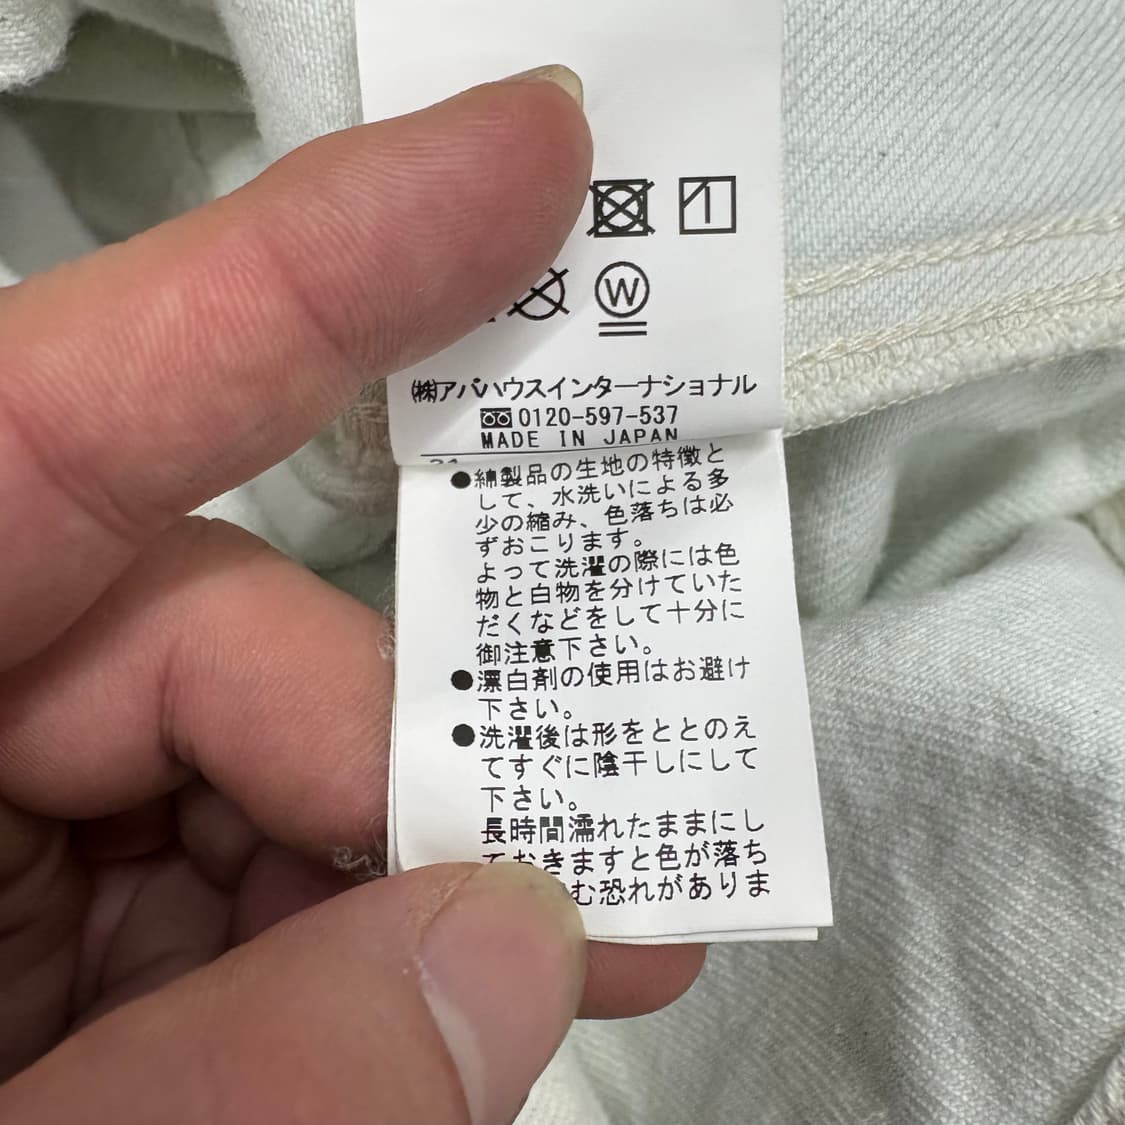 W
㈱アバハウスインターナショナル
0120-597-537
MADE IN JAPAN
●綿製品の生地の特徴と
して、水洗いによる多
少の縮み、色落ちは必
ずおこります。
よって洗濯の際には色
物と白物を分けていた
だくなどをして十分に
御注意下さい。
●漂白剤の使用はお避け
下さい。
●洗濯後は形をととのえ
てすぐに陰干しにして
下さい。
長時間濡れたままにし
ておきますと色が落ち
む恐れがありま